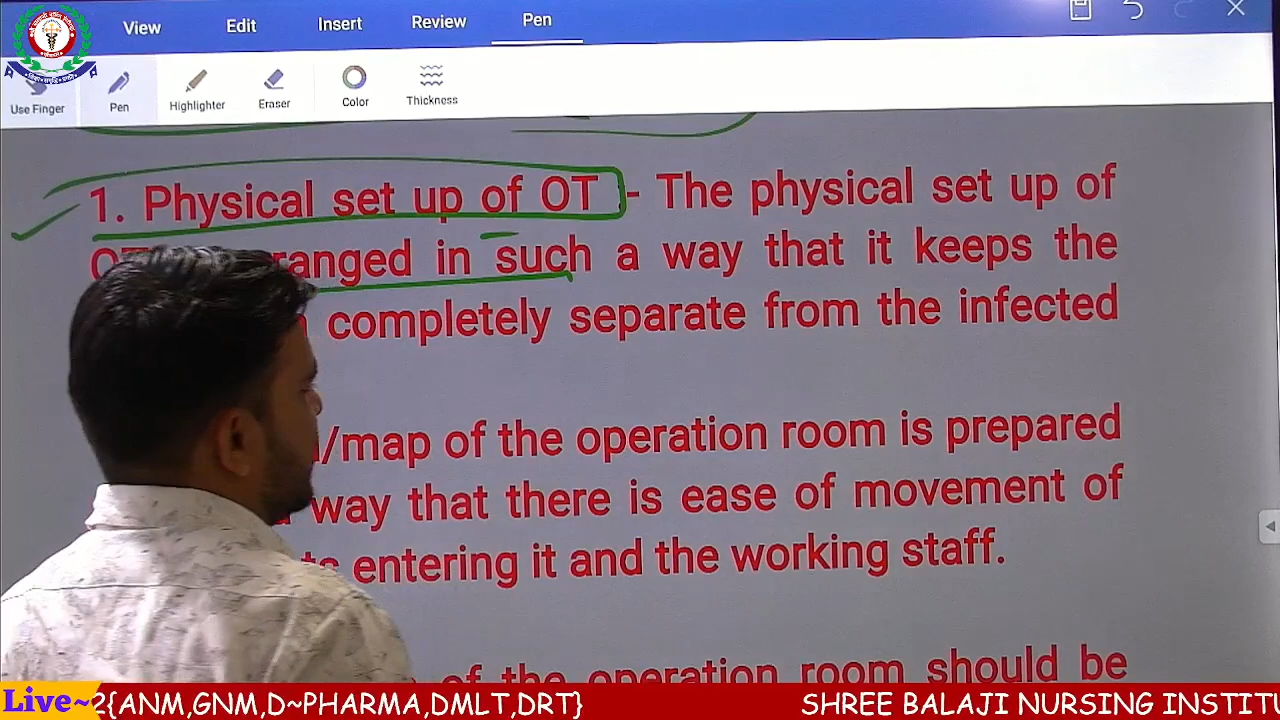 View Edit Insert Review Pen
Use Finger Pen Highlighter Eraser Color Thickness
1. Physical set up of OT - The physical set up of
in such a way that it keeps the
completely separate from the infected
/map of the operation room is prepared
way that there is ease of movement of
entering it and the working staff.
of the operation room should be
Live~ 2{ANM,GNM,D~PHARMA,DMLT,DRT} SHREE BALAJI NURSING